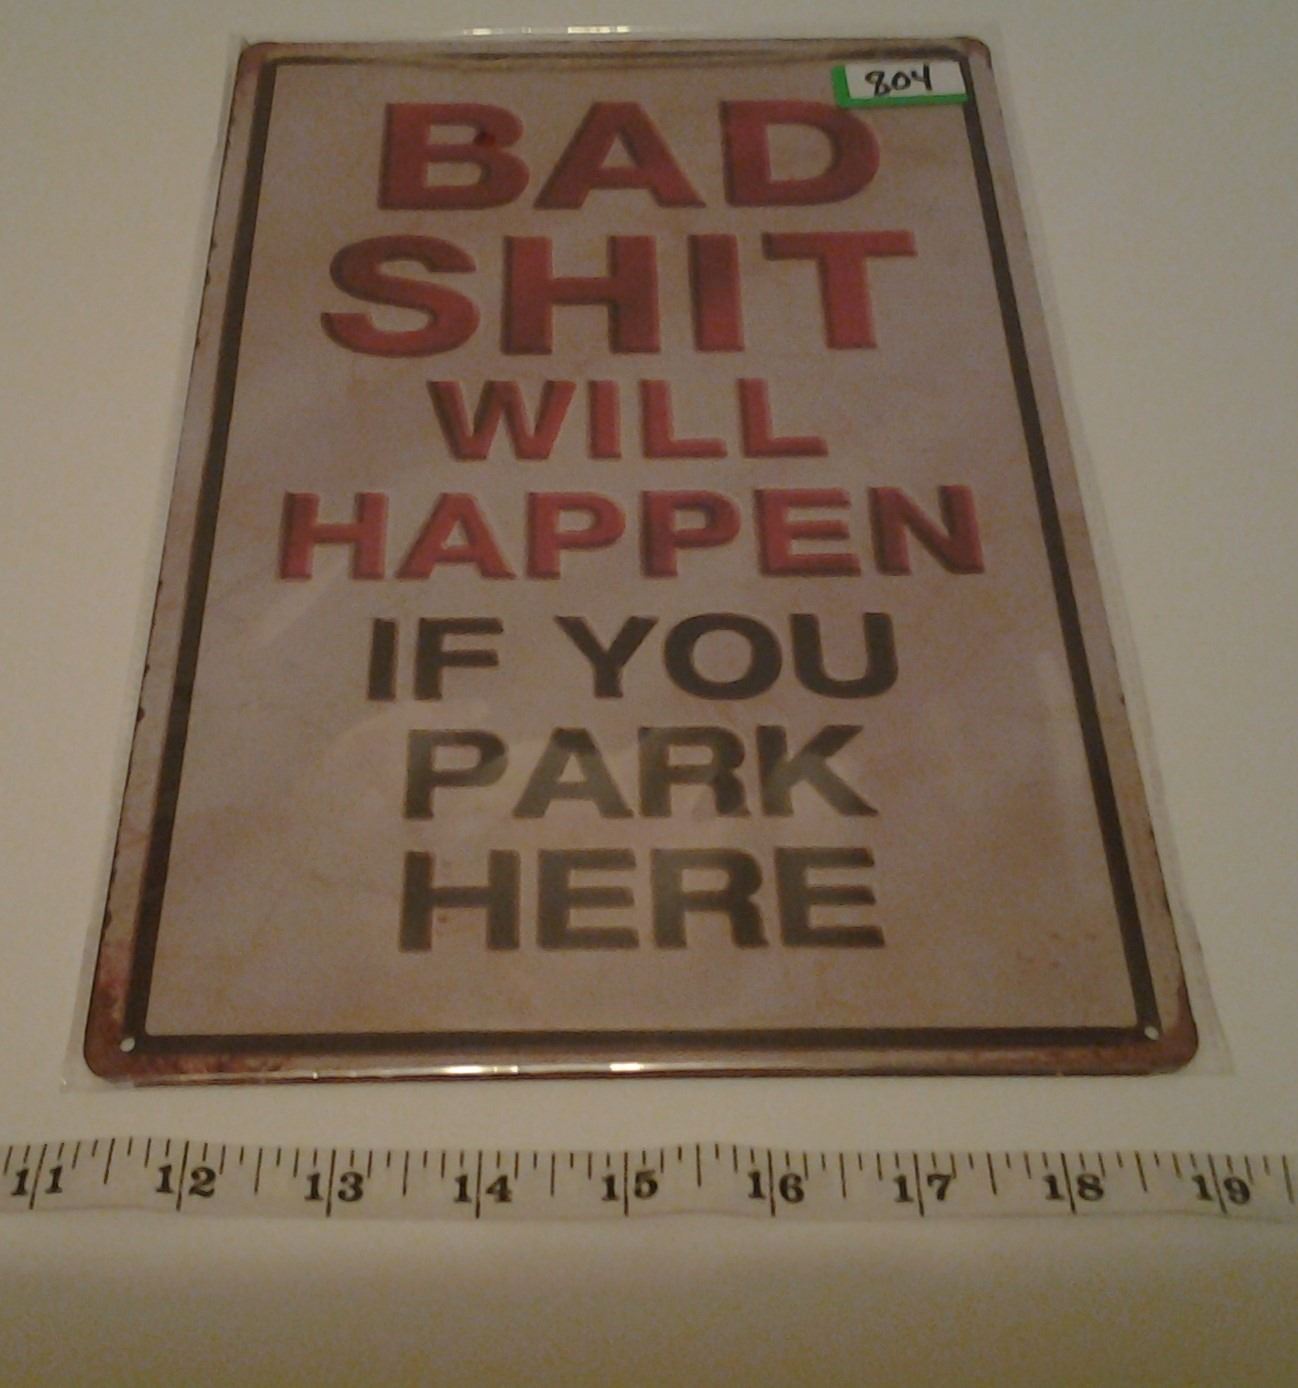 804
BAD
SHIT
WILL
HAPPEN
IF YOU
PARK
HERE
11 12 13 14 15 16 17 18 19